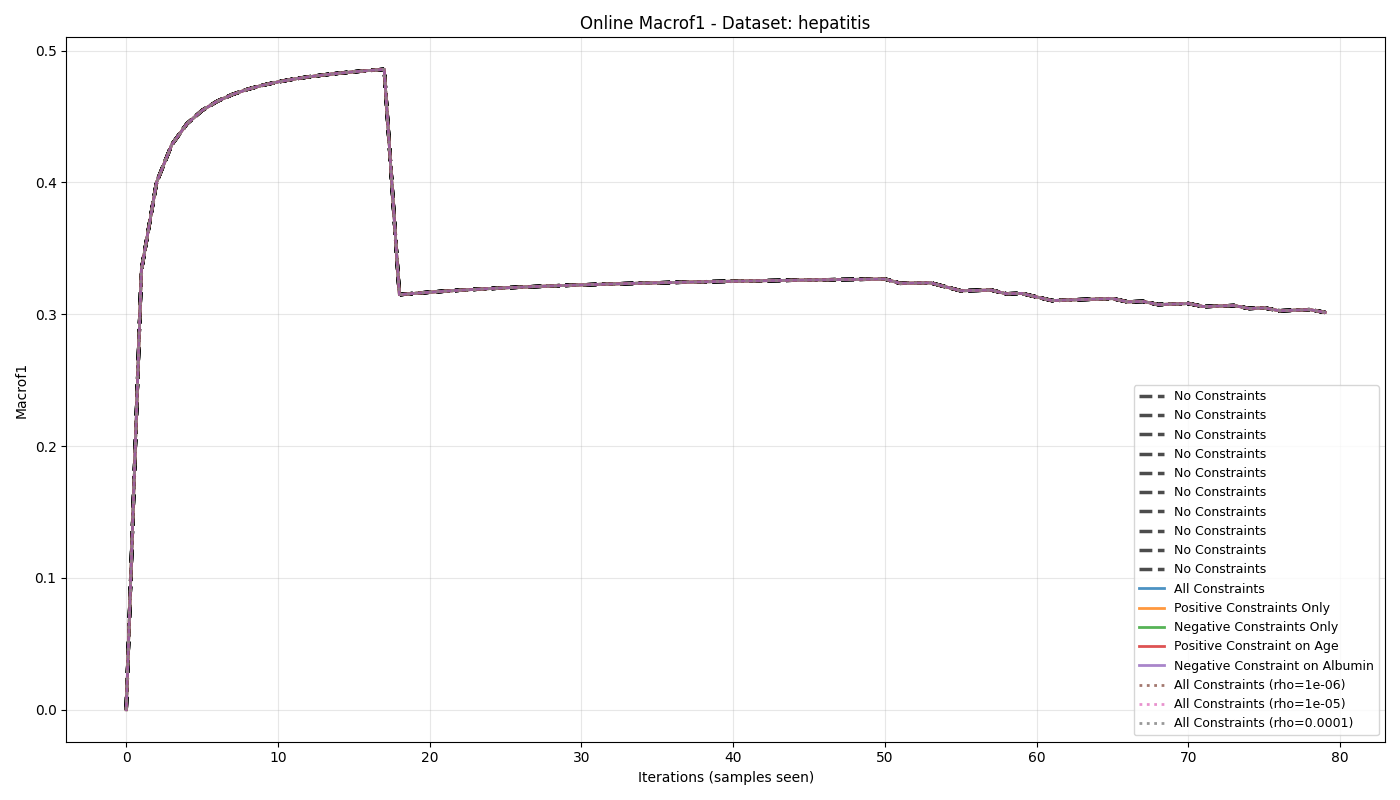 Online Macrof1 - Dataset: hepatitis
Macrof1
0.5
0.4
0.3
0.2
0.1
0.0
No Constraints
No Constraints
No Constraints
No Constraints
No Constraints
No Constraints
No Constraints
No Constraints
No Constraints
No Constraints
All Constraints
Positive Constraints Only
Negative Constraints Only
Positive Constraint on Age
Negative Constraint on Albumin
All Constraints (rho=1e-06)
All Constraints (rho=1e-05)
All Constraints (rho=0.0001)
0 10 20 30 40 50 60 70 80
Iterations (samples seen)